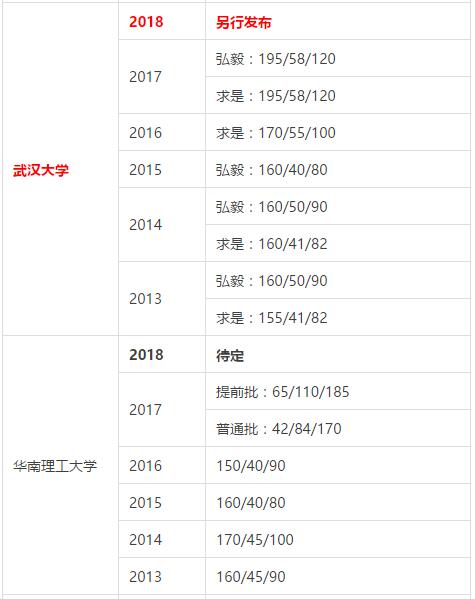 武汉大学
2018 另行发布
2017 弘毅：195/58/120
求是：195/58/120
2016 求是：170/55/100
2015 弘毅：160/40/80
2014 弘毅：160/50/90
求是：160/41/82
2013 弘毅：160/50/90
求是：155/41/82
华南理工大学
2018 待定
2017 提前批：65/110/185
普通批：42/84/170
2016 150/40/90
2015 160/40/80
2014 170/45/100
2013 160/45/90